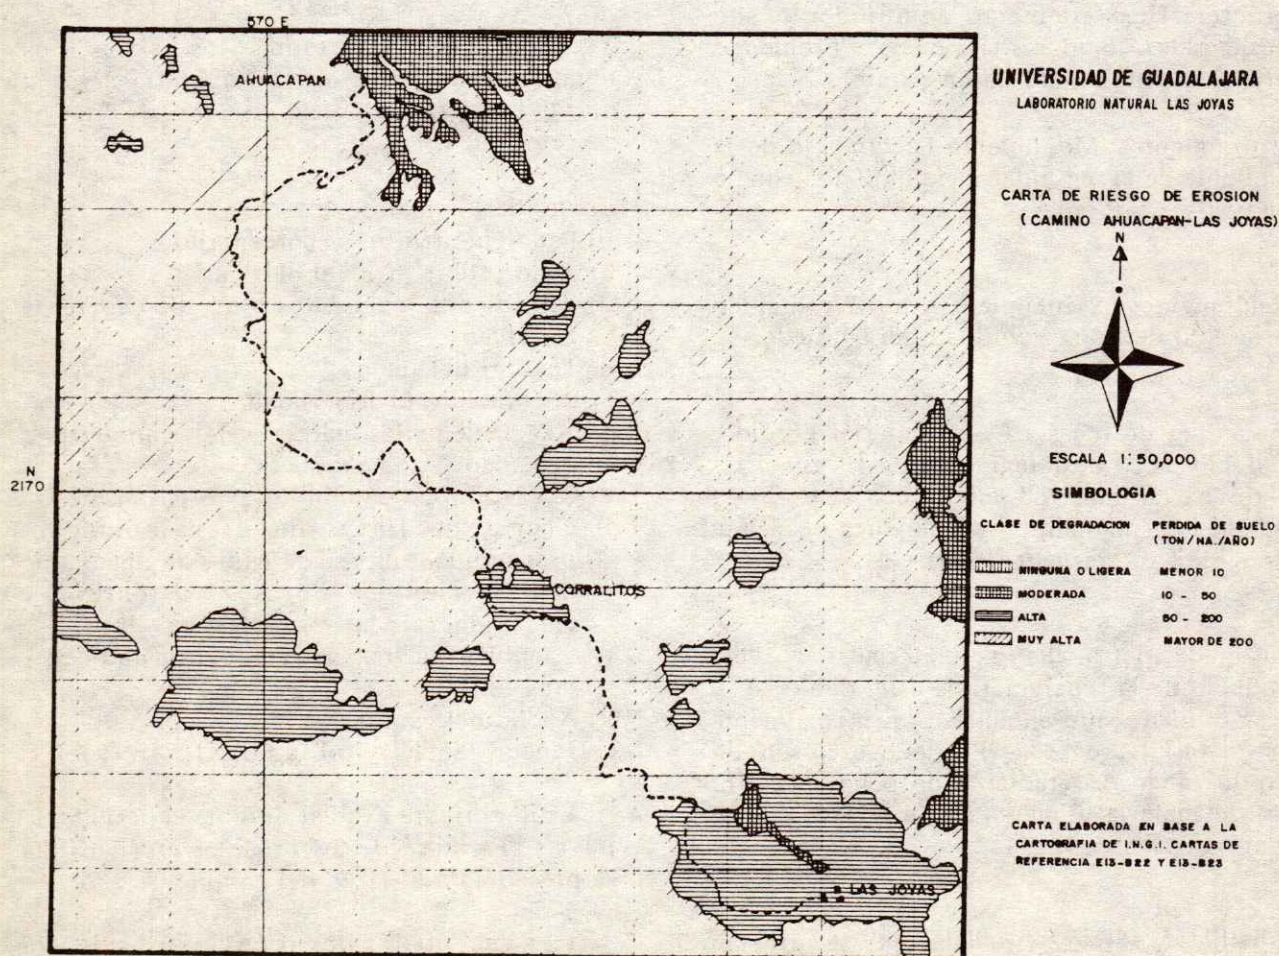 570 E
AHUACAPAN
N
2170
CORRALITOS
LAS JOYAS
UNIVERSIDAD DE GUADALAJARA
LABORATORIO NATURAL LAS JOYAS
CARTA DE RIESGO DE EROSION
(CAMINO AHUACAPAN-LAS JOYAS)
N
ESCALA 1:50,000
SIMBOLOGIA
CLASE DE DEGRADACION PERDIDA DE SUELO
(TON/HA./AÑO)
NINGUNA O LIGERA MENOR 10
MODERADA 10 - 50
ALTA 50 - 200
MUY ALTA MAYOR DE 200
CARTA ELABORADA EN BASE A LA
CARTOGRAFIA DE I.N.G.I. CARTAS DE
REFERENCIA E13-B22 Y E13-B23